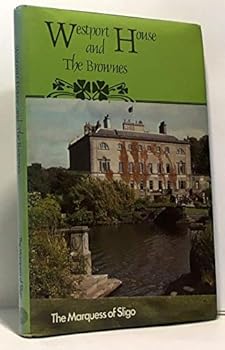 Westport House
and
The Brownes
The Marquess of Sligo